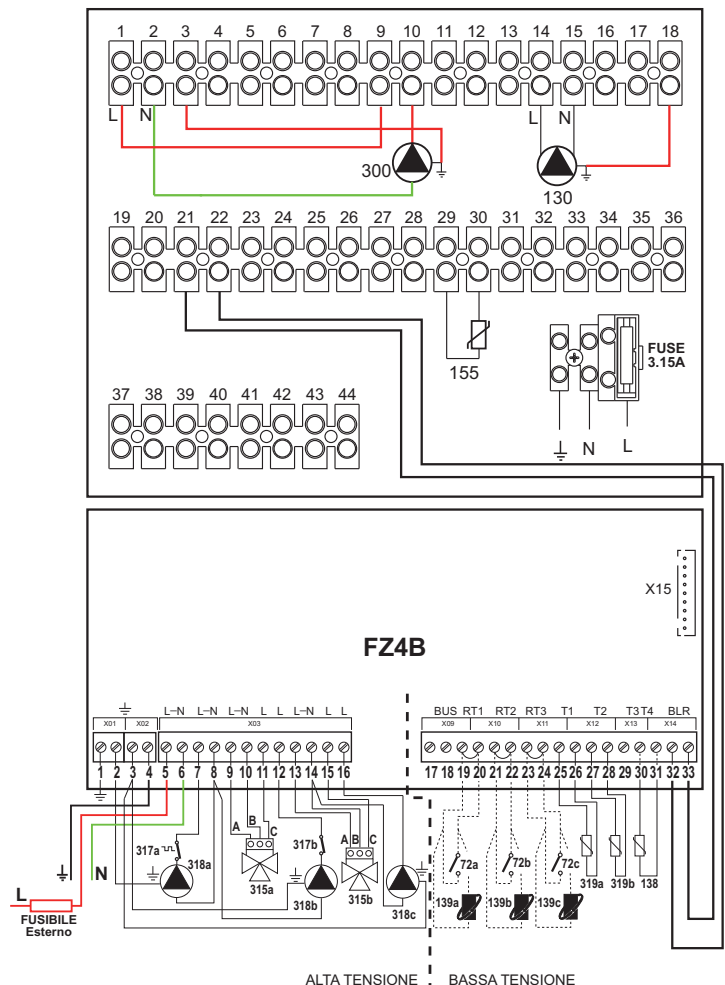 1 2 3 4 5 6 7 8 9 10 11 12 13 14 15 16 17 18
L N L N
300
130
19 20 21 22 23 24 25 26 27 28 29 30 31 32 33 34 35 36
155
FUSE
3.15A
N L
37 38 39 40 41 42 43 44
X15
FZ4B
L–N L–N L–N L L L–N L L
BUS RT1 RT2 RT3 T1 T2 T3 T4 BLR
X01 X02 X03
X09 X10 X11 X12 X13 X14
1 2 3 4 5 6 7 8 9 10 11 12 13 14 15 16
17 18 19 20 21 22 23 24 25 26 27 28 29 30 31 32 33
A B C
A B C
317a
318a
315a
317b
318b
315b
318c
72a 72b 72c
139a 139b 139c
319a 319b 138
N
L
FUSIBILE
Esterno
ALTA TENSIONE BASSA TENSIONE